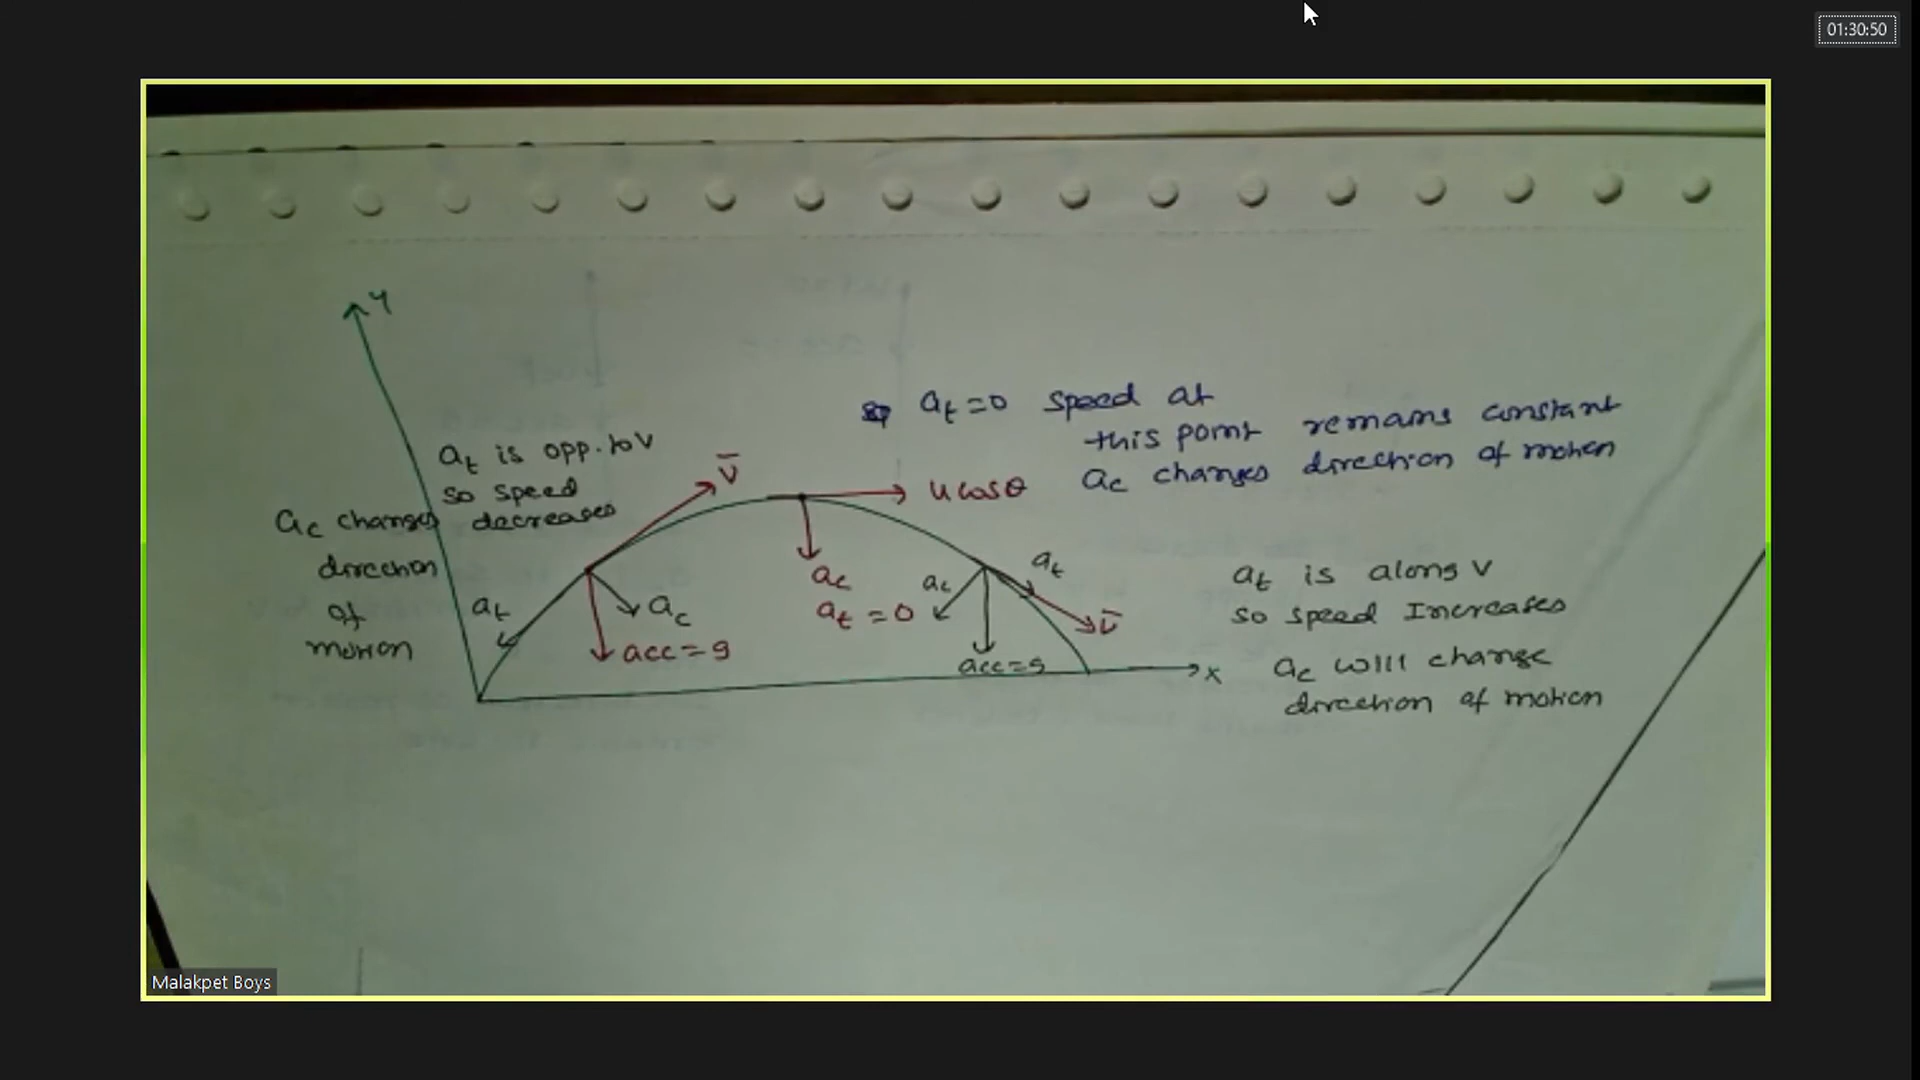 01:30:50
Y
at = 0 speed at
this point remains constant
ac changes direction of motion
at is opp. to V
so speed
decreases
ac changes
direction
of
motion
V̄
u cos θ
at
ac
acc = g
ac
at = 0
ac
at
V̄
acc = g
x
at is along V
so speed Increases
ac will change
direction of motion
Malakpet Boys